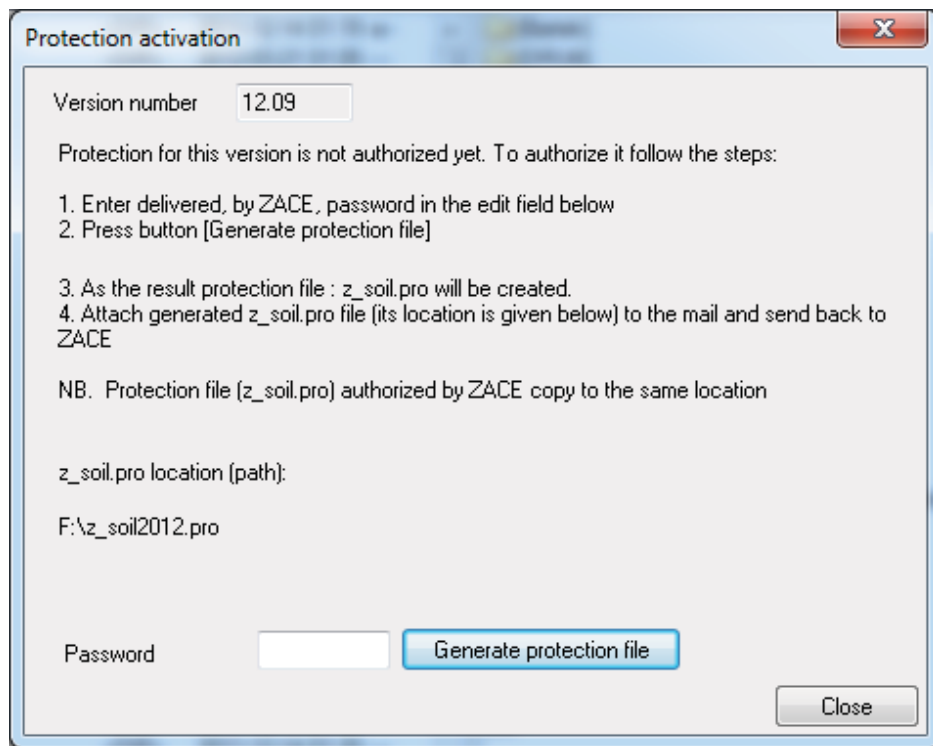 Protection activation
Version number 12.09
Protection for this version is not authorized yet. To authorize it follow the steps:
1. Enter delivered, by ZACE, password in the edit field below
2. Press button [Generate protection file]
3. As the result protection file : z_soil.pro will be created.
4. Attach generated z_soil.pro file (its location is given below) to the mail and send back to
ZACE
NB. Protection file (z_soil.pro) authorized by ZACE copy to the same location
z_soil.pro location (path):
F:\z_soil2012.pro
Password Generate protection file
Close